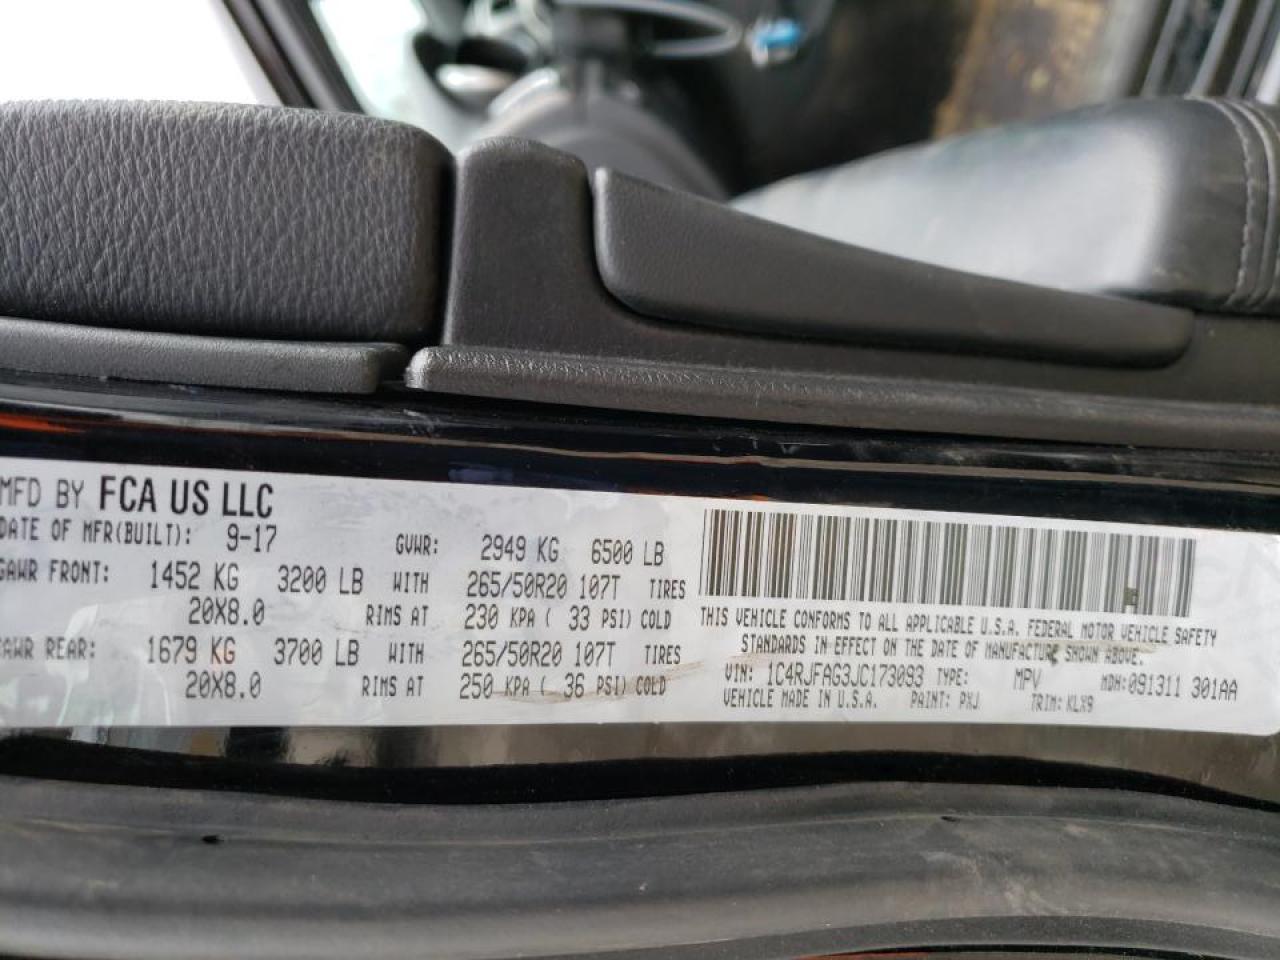 MFD BY FCA US LLC
DATE OF MFR(BUILT): 9-17
GVWR: 2949 KG 6500 LB
GAWR FRONT: 1452 KG 3200 LB WITH 265/50R20 107T TIRES
20X8.0 RIMS AT 230 KPA ( 33 PSI) COLD
GAWR REAR: 1679 KG 3700 LB WITH 265/50R20 107T TIRES
20X8.0 RIMS AT 250 KPA ( 36 PSI) COLD
THIS VEHICLE CONFORMS TO ALL APPLICABLE U.S.A. FEDERAL MOTOR VEHICLE SAFETY
STANDARDS IN EFFECT ON THE DATE OF MANUFACTURE SHOWN ABOVE.
VIN: 1C4RJFAG3JC173093 TYPE: MPV MDH:091311 301AA
VEHICLE MADE IN U.S.A. PAINT: PXJ TRIM: KLX9